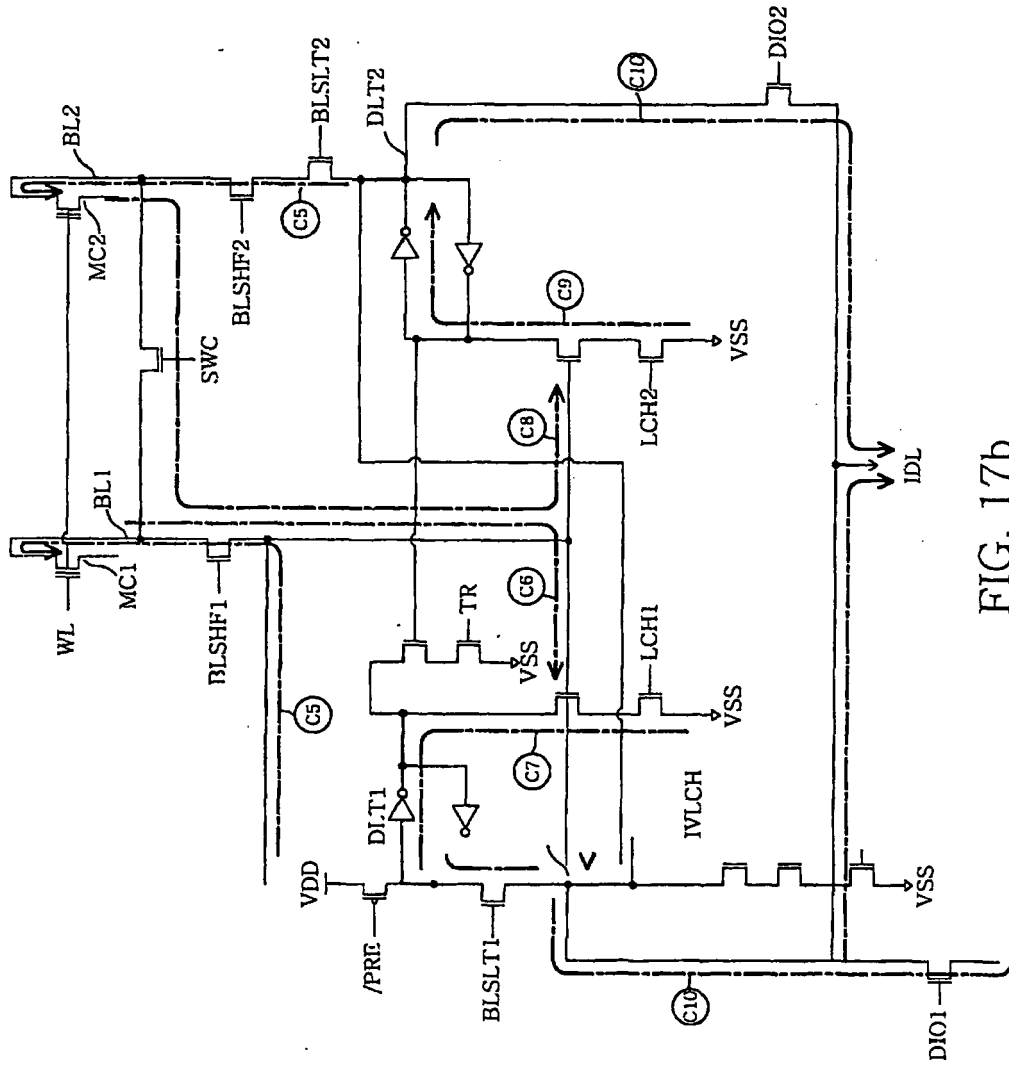 BL2
BL1
WL
MC2
MC1
BLSHF2
BLSHF1
BLSLT2
SWC
C5
C5
DLT2
DIO2
C10
C9
C8
C6
C7
TR
VSS
LCH2
VSS
LCH1
VSS
DLT1
VDD
/PRE
BLSLT1
IVLCH
VSS
C10
DIO1
IDL
FIG. 17b